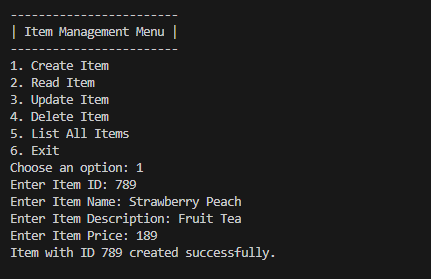 ------------------------
| Item Management Menu |
------------------------
1. Create Item
2. Read Item
3. Update Item
4. Delete Item
5. List All Items
6. Exit
Choose an option: 1
Enter Item ID: 789
Enter Item Name: Strawberry Peach
Enter Item Description: Fruit Tea
Enter Item Price: 189
Item with ID 789 created successfully.